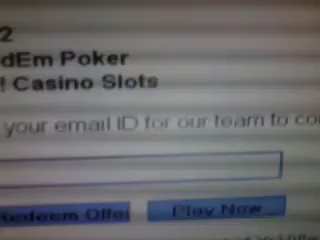 2
dEm Poker
! Casino Slots
your email ID for our team to co
Redeem Offer
Play Now